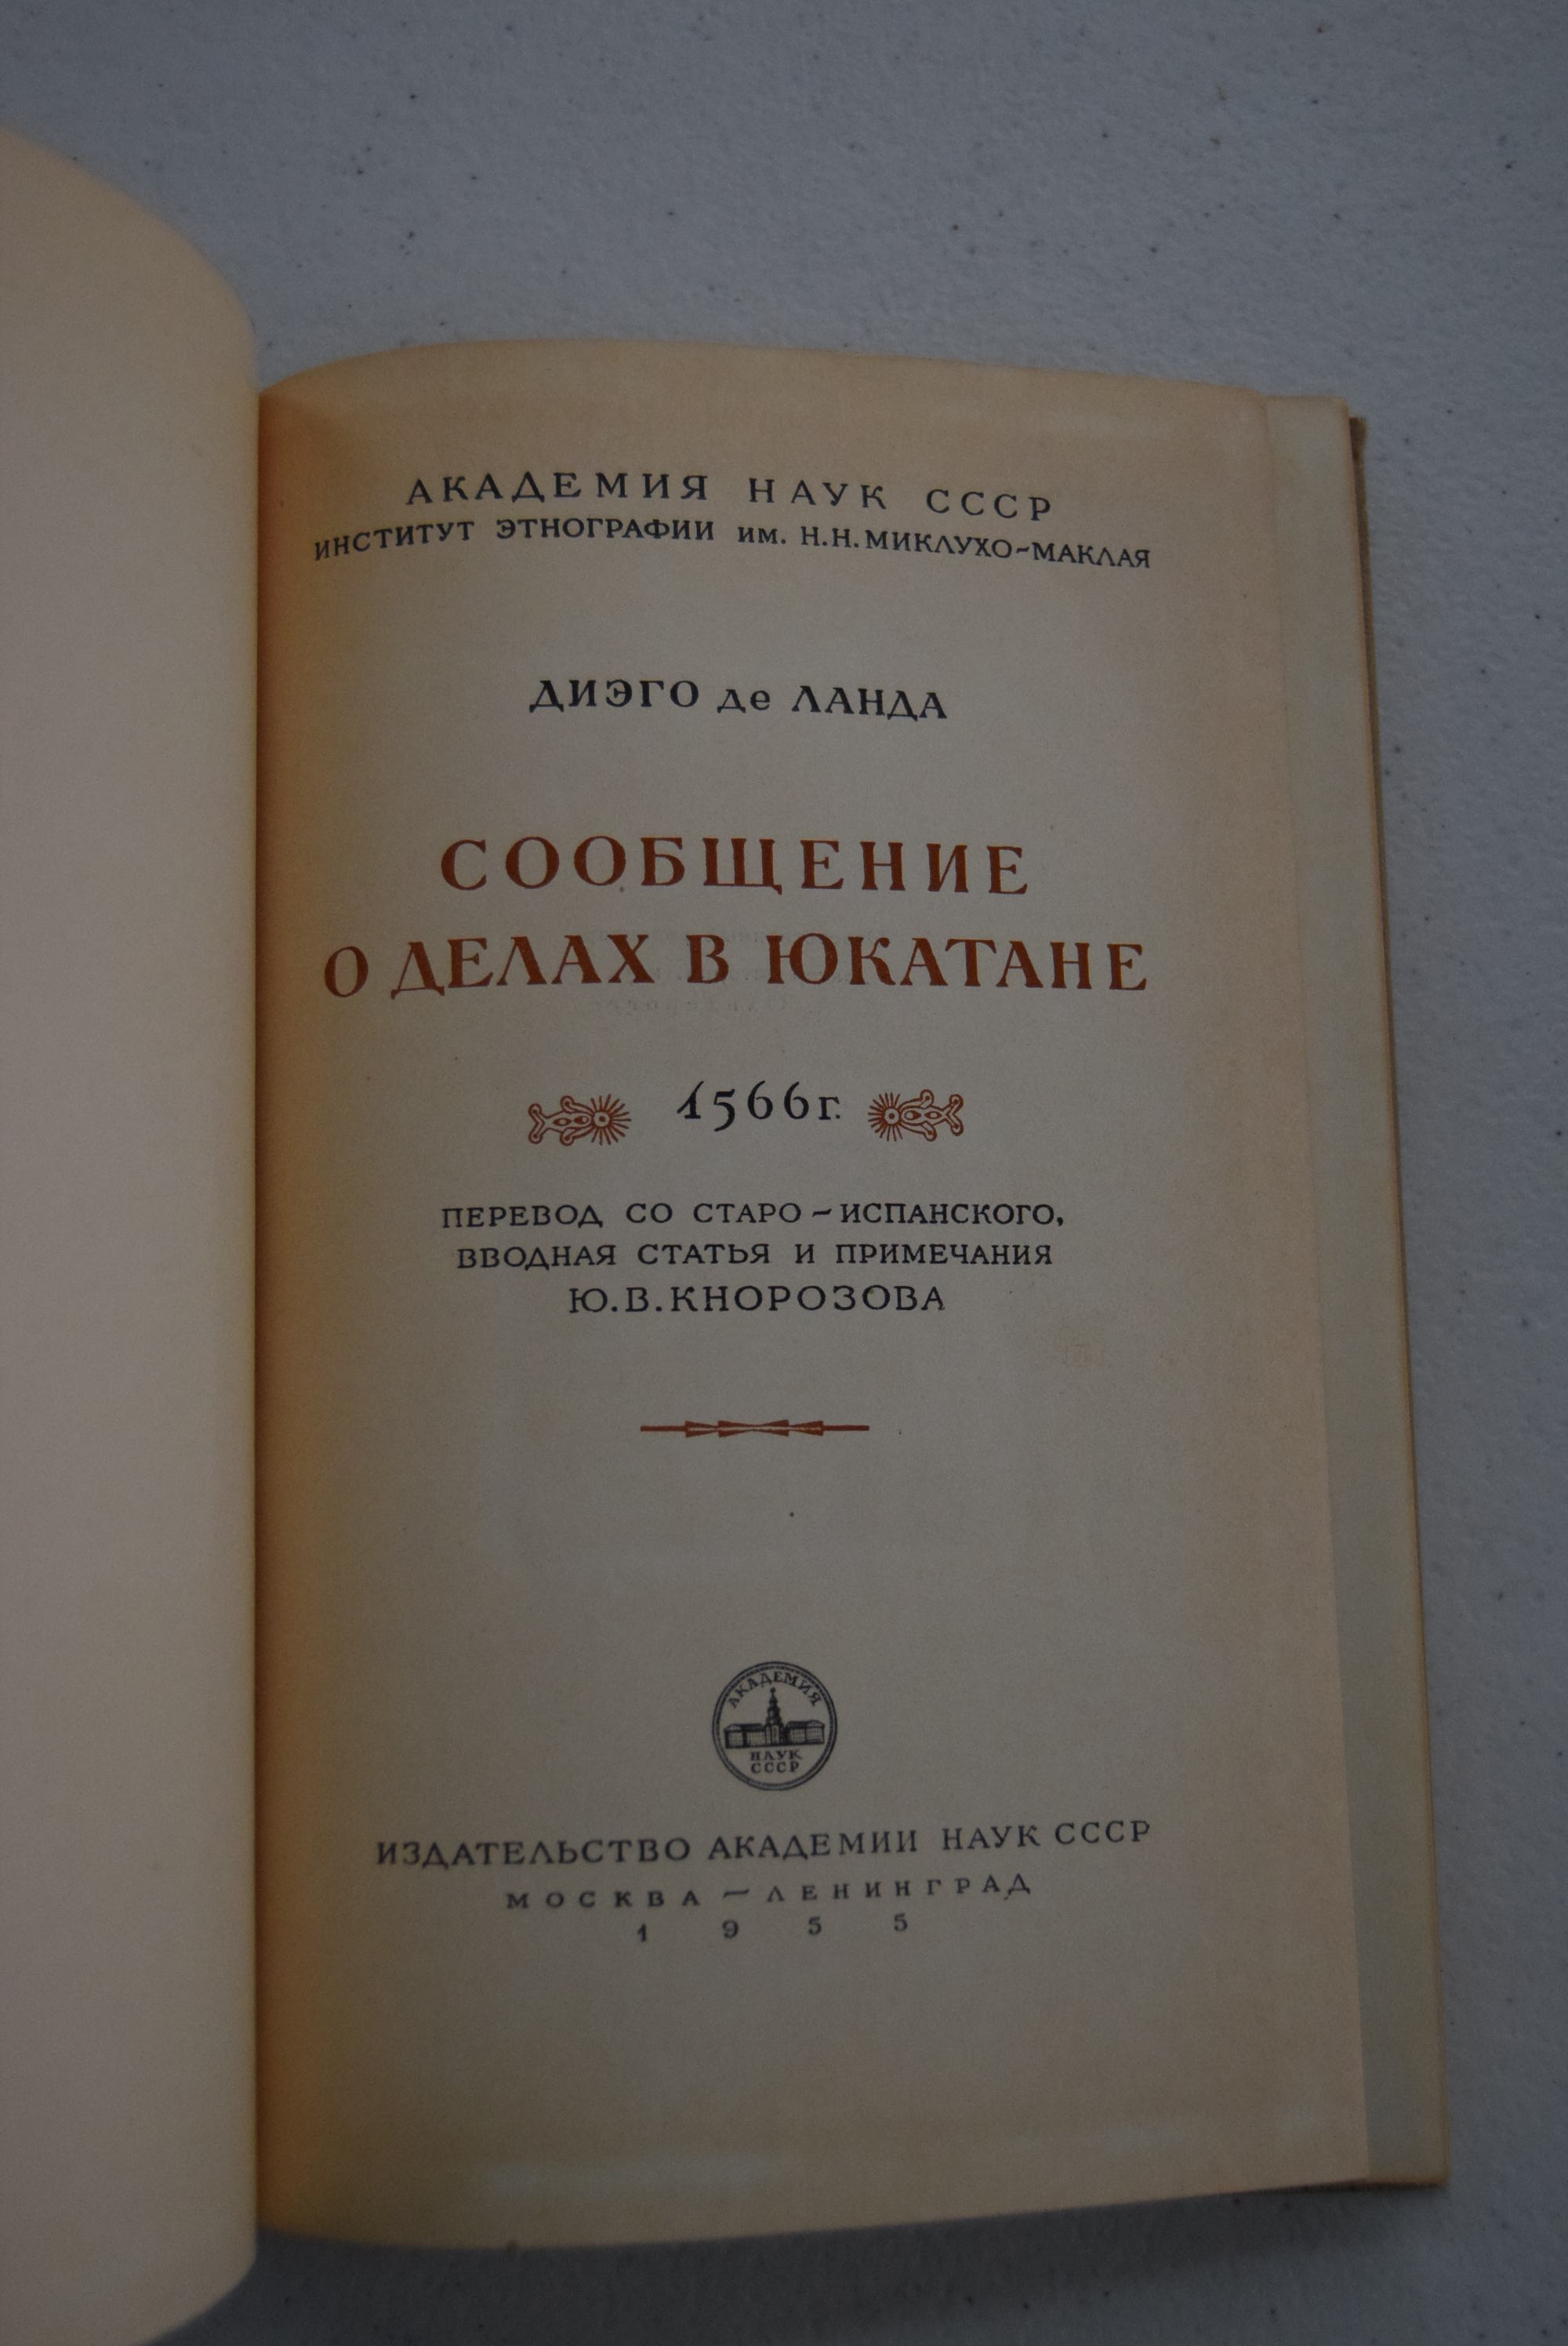 АКАДЕМИЯ НАУК СССР
ИНСТИТУТ ЭТНОГРАФИИ им. Н.Н.МИКЛУХО-МАКЛАЯ
ДИЭГО де ЛАНДА
СООБЩЕНИЕ
О ДЕЛАХ В ЮКАТАНЕ
1566г.
ПЕРЕВОД СО СТАРО-ИСПАНСКОГО,
ВВОДНАЯ СТАТЬЯ И ПРИМЕЧАНИЯ
Ю.В.КНОРОЗОВА
АКАДЕМИЯ
НАУК
СССР
ИЗДАТЕЛЬСТВО АКАДЕМИИ НАУК СССР
МОСКВА - ЛЕНИНГРАД
1955